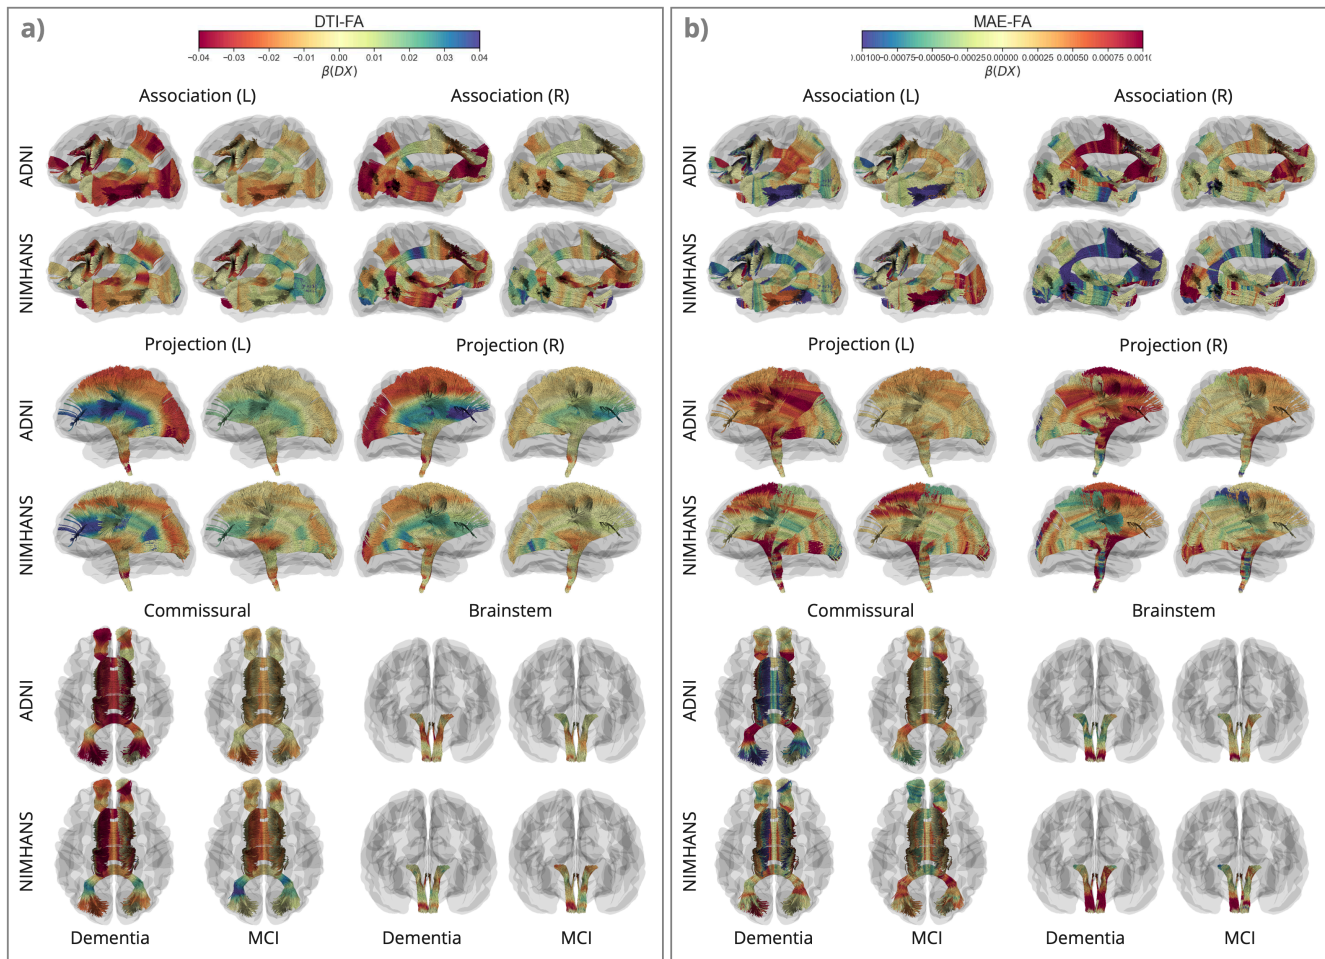 a)
DTI-FA
−0.04 −0.03 −0.02 −0.01 0.00 0.01 0.02 0.03 0.04
β(DX)
Association (L) Association (R)
ADNI
NIMHANS
Projection (L) Projection (R)
ADNI
NIMHANS
Commissural Brainstem
ADNI
NIMHANS
Dementia MCI Dementia MCI
b)
MAE-FA
.00100−0.00075−0.00050−0.00025 0.00000 0.00025 0.00050 0.00075 0.0010
β(DX)
Association (L) Association (R)
ADNI
NIMHANS
Projection (L) Projection (R)
ADNI
NIMHANS
Commissural Brainstem
ADNI
NIMHANS
Dementia MCI Dementia MCI